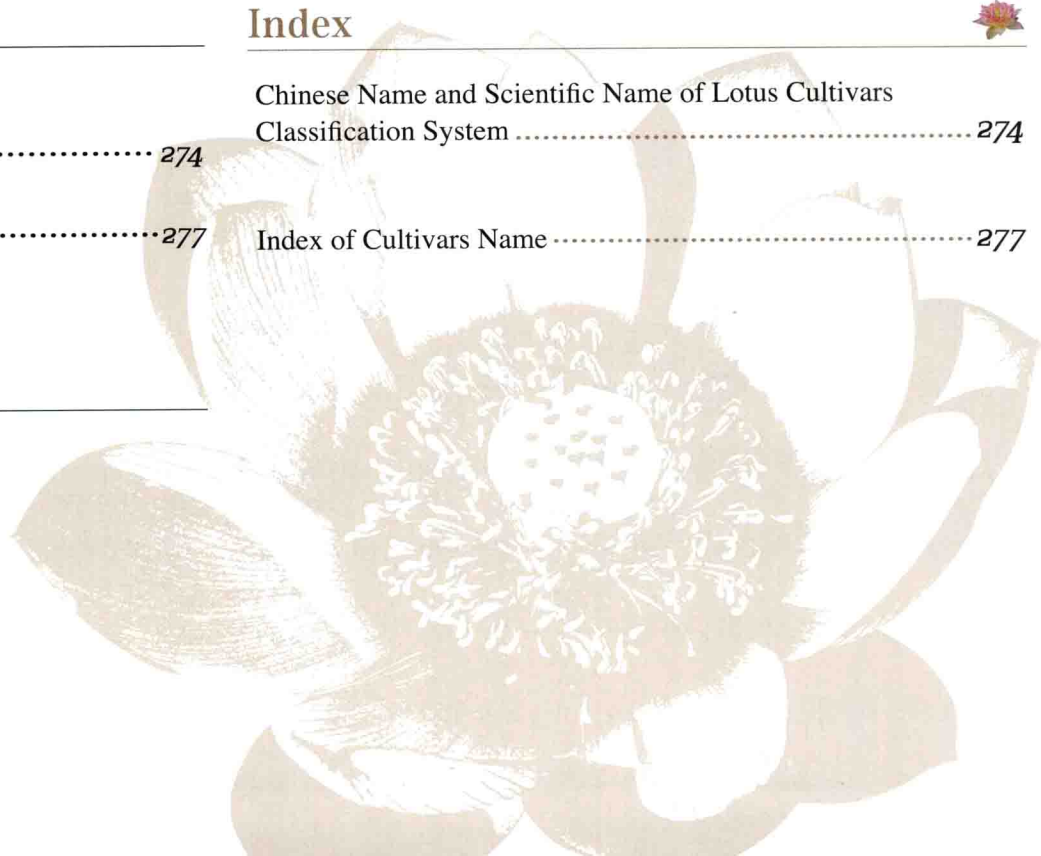 Index
Chinese Name and Scientific Name of Lotus Cultivars
Classification System ........................................ 274
........... 274
........... 277
Index of Cultivars Name ........................................ 277